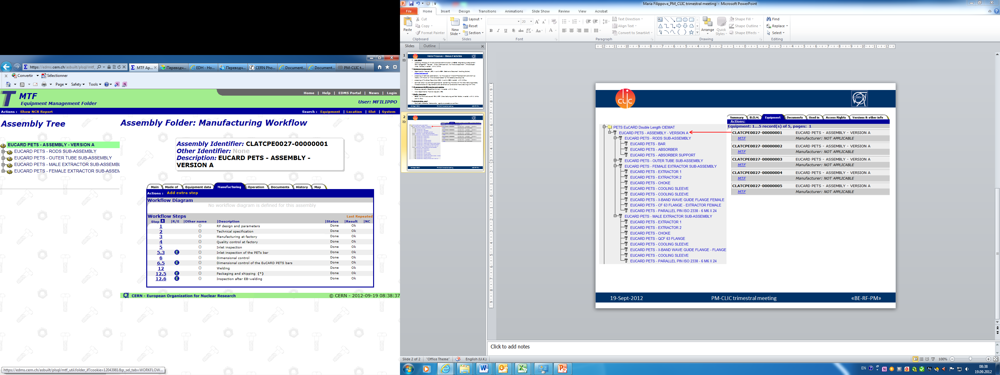 https://edms.cern.ch/asbuilt/plsql/mtf_
MTF Ap...
Переводч...
EDH - Ho...
Переводч...
CERN Pho...
Document...
Document...
PM-CLIC t...
Convertir
Sélectionner
Page
Safety
Tools
MTF
Equipment Management Folder
Home | Help | EDMS Portal | News | Login
User: MFILIPPO
Actions : Show NCR Report
Search : Equipment | Location | Slot | System
Assembly Tree
EUCARD PETS - ASSEMBLY - VERSION A
EUCARD PETS - RODS SUB-ASSEMBLY
EUCARD PETS - OUTER TUBE SUB-ASSEMBLY
EUCARD PETS - MALE EXTRACTOR SUB-ASSEMBL
EUCARD PETS - FEMALE EXTRACTOR SUB-ASSEM
Assembly Folder: Manufacturing Workflow
Assembly Identifier: CLATCPE0027-00000001
Other Identifier: None
Description: EUCARD PETS - ASSEMBLY -
VERSION A
Main Made of Equipment data Manufacturing Operation Documents History Map
Actions : Add extra step
Workflow Diagram
No workflow diagram is defined for this assembly
Workflow Steps
Last Repeated
Step |R/E |Other name |Description |Status |Result |NC
1 () RF design and parameters Done Ok
2 () Technical specification Done Ok
3 () Manufacturing at factory Done Ok
4 () Quality control at factory Done Ok
5 () Inlet inspection Done Ok
5.3 E () Inlet inspection of the PETs bar Done Ok
6 () Dimensional control Done Ok
6.5 E () Dimensional control of the EuCARD PETS bars Done Ok
12 () Welding Done Ok
12.5 E () Packaging and shipping (*) Done Ok
12.6 E () Inspection after EB-welding Done Ok
CERN - European Organization for Nuclear Research
© CERN - 2012-09-19 08:38:37
https://edms.cern.ch/asbuilt/plsql/mtf_util.folder_if?cookie=12043981&p_sel_tab=WORKFLOW...
Maria Filippova_PM_CLIC trimestral meeting - Microsoft PowerPoint
File Home Insert Design Transitions Animations Slide Show Review View Acrobat
Paste
Cut
Copy
Format Painter
Clipboard
New
Slide
Layout
Reset
Section
Slides
20
Font
Text Direction
Align Text
Convert to SmartArt
Paragraph
Arrange
Quick
Styles
Shape Fill
Shape Outline
Shape Effects
Drawing
Find
Replace
Select
Editing
Slides
Outline
1
Maria Filippova – Status of activities
2
clic
CERN
PETS EuCARD Double Length CIEMAT
EUCARD PETS - ASSEMBLY - VERSION A
EUCARD PETS - RODS SUB-ASSEMBLY
EUCARD PETS - BAR
EUCARD PETS - ABSORBER
EUCARD PETS - ABSORBER SUPPORT
EUCARD PETS - OUTER TUBE SUB-ASSEMBLY
EUCARD PETS - FEMALE EXTRACTOR SUB-ASSEMBLY
EUCARD PETS - EXTRACTOR 1
EUCARD PETS - EXTRACTOR 2
EUCARD PETS - CHOKE
EUCARD PETS - COOLING SLEEVE
EUCARD PETS - COOLING SLEEVE
EUCARD PETS - X-BAND WAVE GUIDE FLANGE FEMALE
EUCARD PETS - CF 63 FLANGE - EXTRACTOR FEMALE
EUCARD PETS - PARALLEL PIN ISO 2338 - 6 M6 X 24
EUCARD PETS - MALE EXTRACTOR SUB-ASSEMBLY
EUCARD PETS - EXTRACTOR 1
EUCARD PETS - EXTRACTOR 2
EUCARD PETS - CHOKE
EUCARD PETS - QCF 63 FLANGE
EUCARD PETS - COOLING SLEEVE
EUCARD PETS - X-BAND WAVE GUIDE FLANGE - FLANGE
EUCARD PETS - COOLING SLEEVE
EUCARD PETS - PARALLEL PIN ISO 2338 - 6 M6 X 24
Summary B.O.M. Equipment Documents Used in Access Rights Versions & other info
Actions:
Equipment: 1...5 record(s) of 5, pages: 1
CLATCPE0027-00000001 EUCARD PETS - ASSEMBLY - VERSION A
MTF Manufacturer: NOT APPLICABLE
CLATCPE0027-00000002 EUCARD PETS - ASSEMBLY - VERSION A
MTF Manufacturer: NOT APPLICABLE
CLATCPE0027-00000003 EUCARD PETS - ASSEMBLY - VERSION A
MTF Manufacturer: NOT APPLICABLE
CLATCPE0027-00000004 EUCARD PETS - ASSEMBLY - VERSION A
MTF Manufacturer: NOT APPLICABLE
CLATCPE0027-00000005 EUCARD PETS - ASSEMBLY - VERSION A
MTF Manufacturer: NOT APPLICABLE
19-Sept-2012 PM-CLIC trimestral meeting «BE-RF-PM»
Click to add notes
Slide 2 of 2
"Office Theme"
English (U.K.)
100%
EN
08:38
19.09.2012